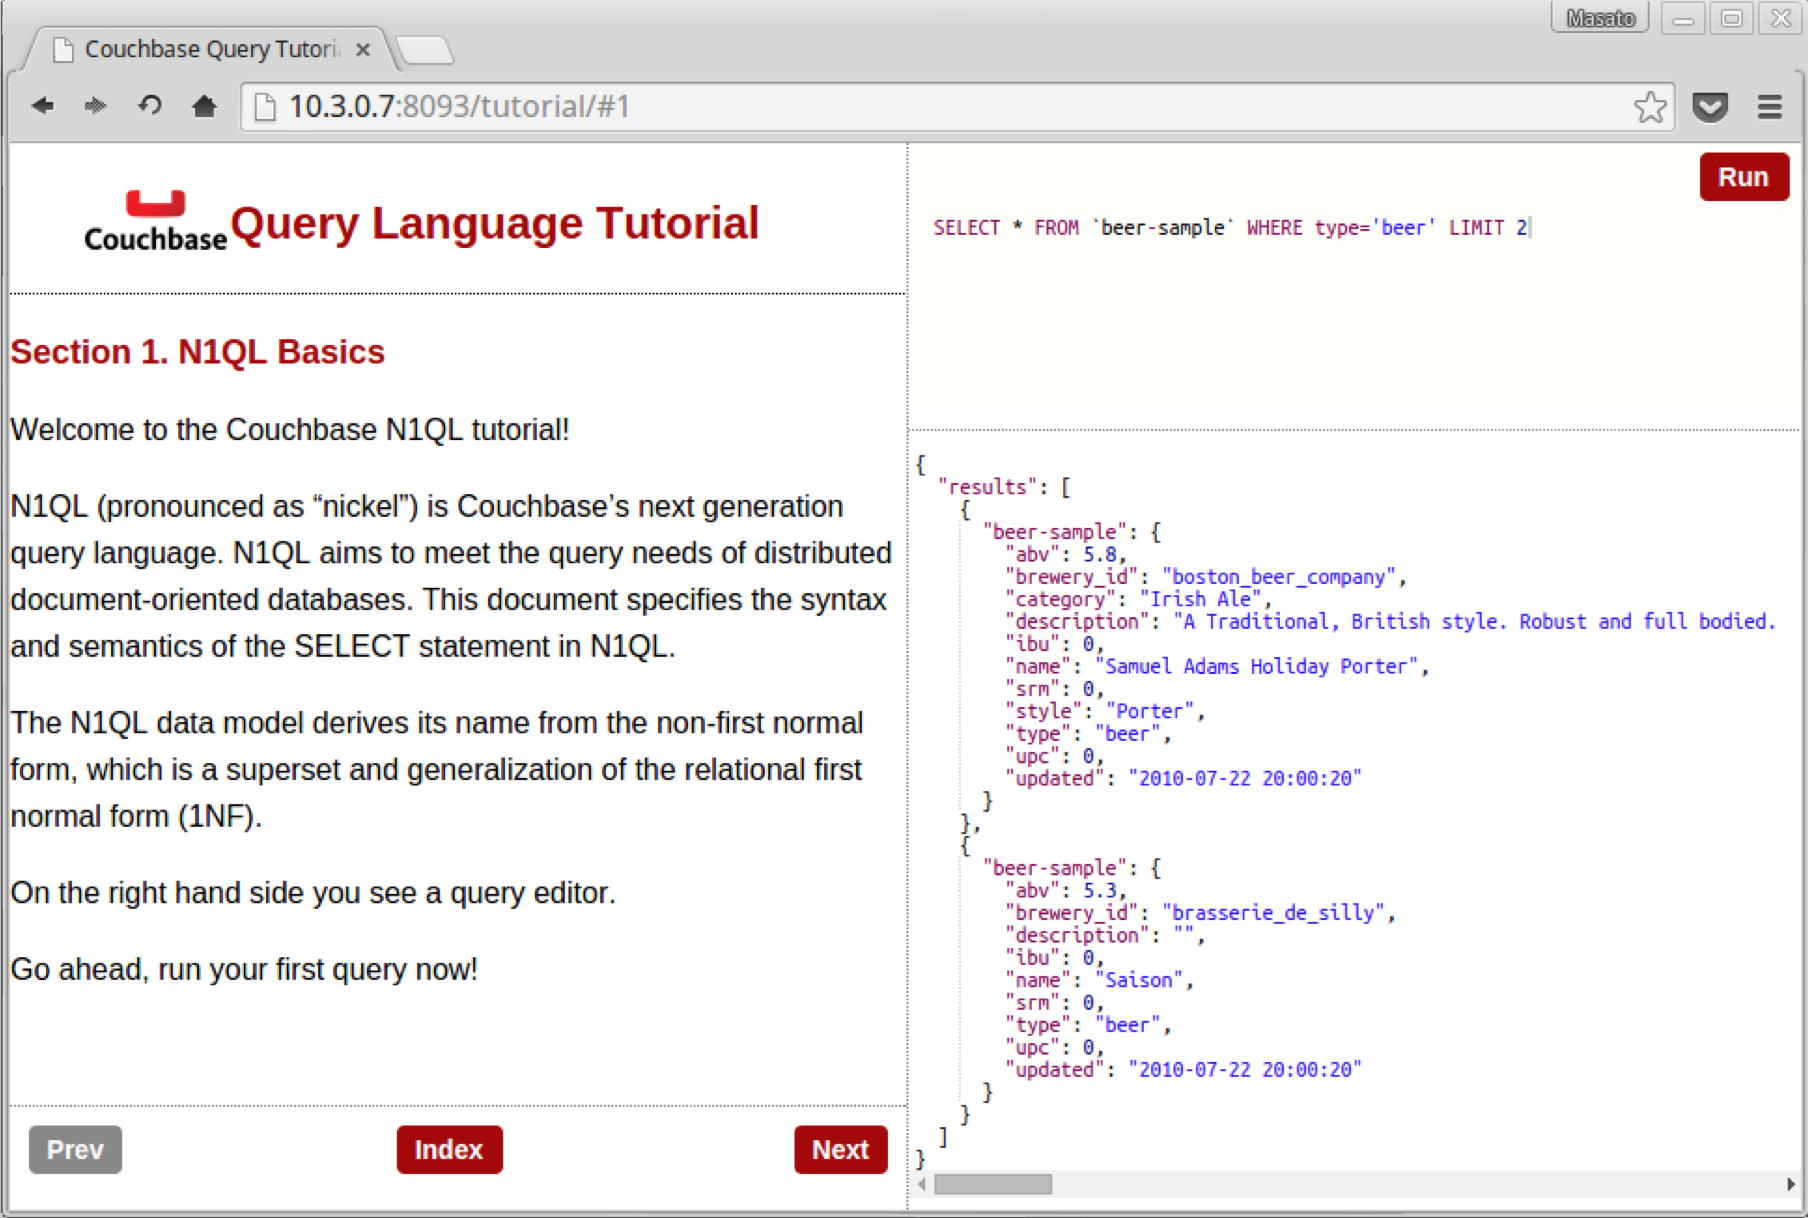 Masato
Couchbase Query Tutori
10.3.0.7:8093/tutorial/#1
Couchbase Query Language Tutorial
Section 1. N1QL Basics
Welcome to the Couchbase N1QL tutorial!
N1QL (pronounced as “nickel”) is Couchbase’s next generation
query language. N1QL aims to meet the query needs of distributed
document-oriented databases. This document specifies the syntax
and semantics of the SELECT statement in N1QL.
The N1QL data model derives its name from the non-first normal
form, which is a superset and generalization of the relational first
normal form (1NF).
On the right hand side you see a query editor.
Go ahead, run your first query now!
Prev
Index
Next
Run
SELECT * FROM `beer-sample` WHERE type='beer' LIMIT 2
{
"results": [
{
"beer-sample": {
"abv": 5.8,
"brewery_id": "boston_beer_company",
"category": "Irish Ale",
"description": "A Traditional, British style. Robust and full bodied.
"ibu": 0,
"name": "Samuel Adams Holiday Porter",
"srm": 0,
"style": "Porter",
"type": "beer",
"upc": 0,
"updated": "2010-07-22 20:00:20"
}
},
{
"beer-sample": {
"abv": 5.3,
"brewery_id": "brasserie_de_silly",
"description": "",
"ibu": 0,
"name": "Saison",
"srm": 0,
"type": "beer",
"upc": 0,
"updated": "2010-07-22 20:00:20"
}
}
]
}